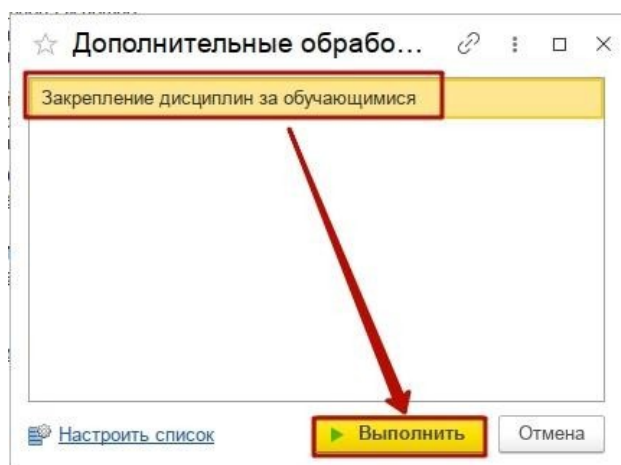 Дополнительные обрабо...
Закрепление дисциплин за обучающимися
Настроить список
Выполнить
Отмена